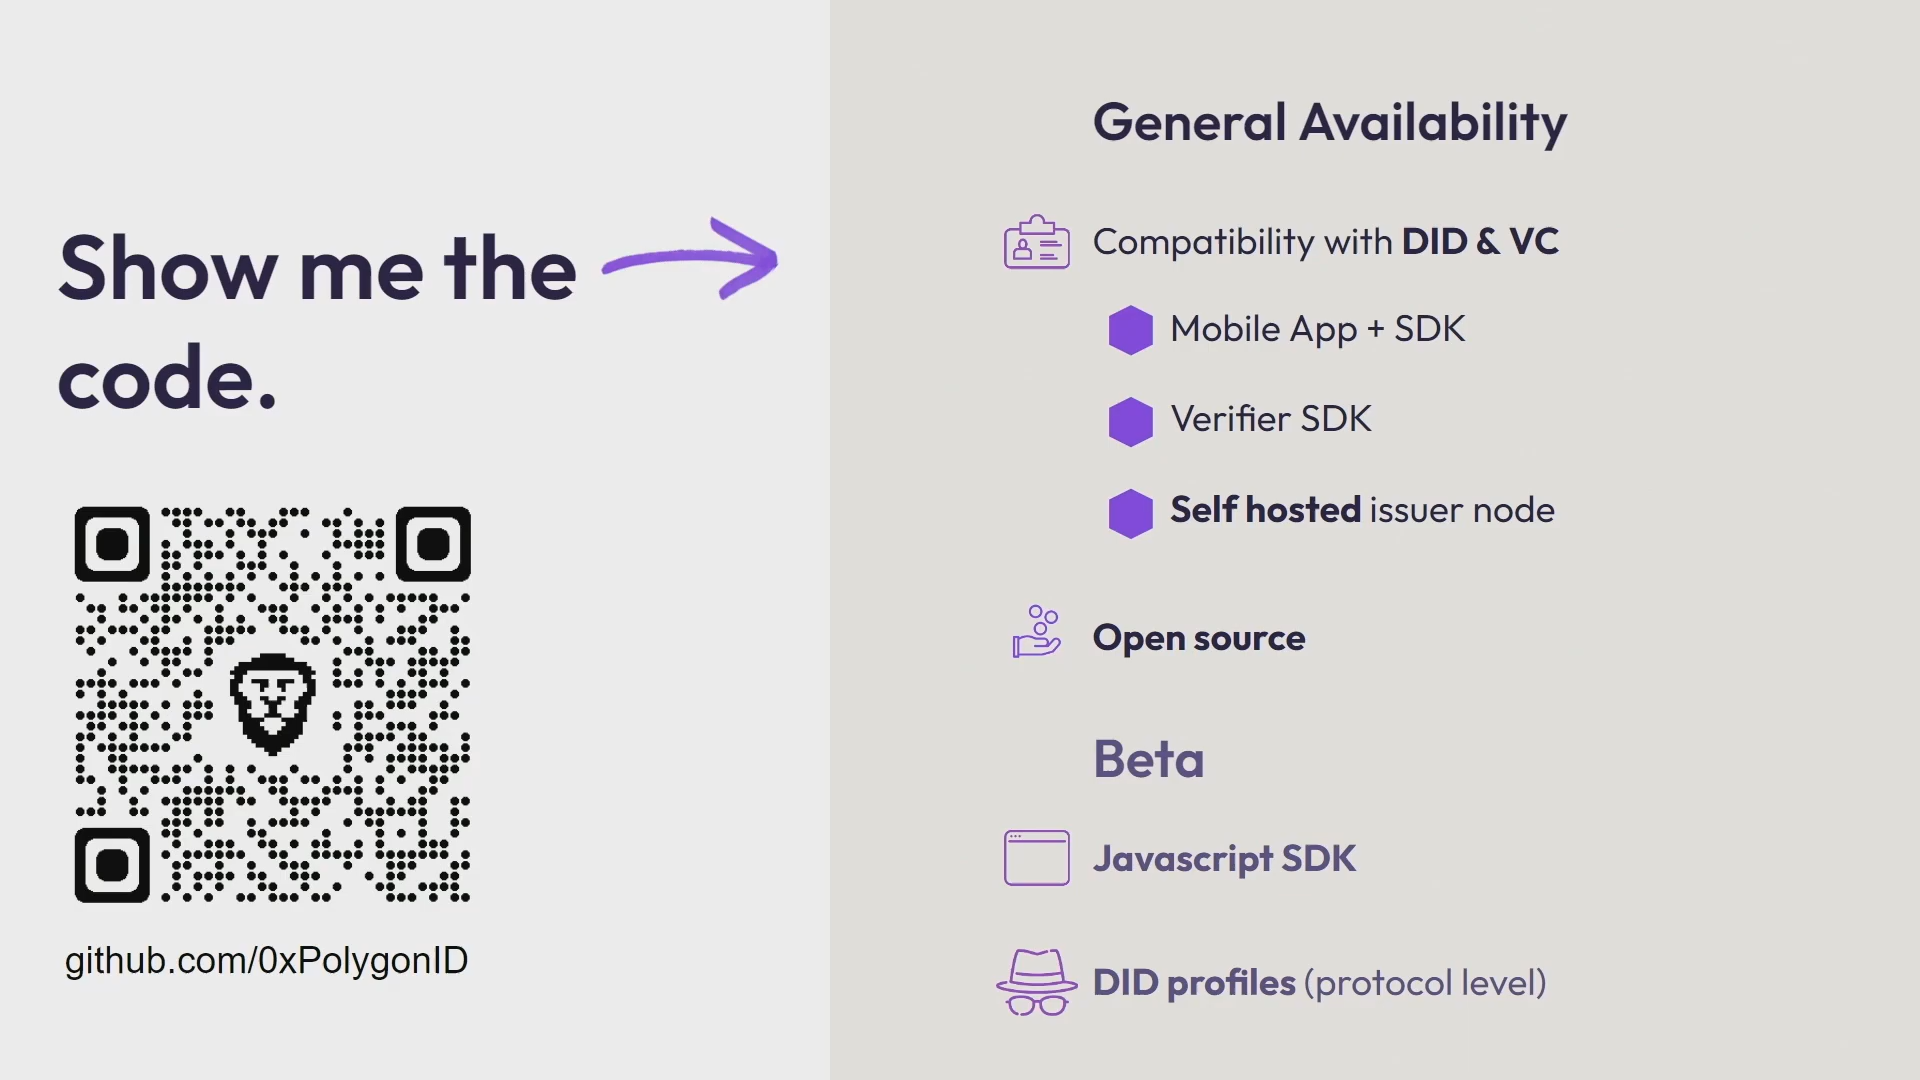 Show me the
code.
github.com/0xPolygonID
General Availability
Compatibility with DID & VC
Mobile App + SDK
Verifier SDK
Self hosted issuer node
Open source
Beta
Javascript SDK
DID profiles (protocol level)